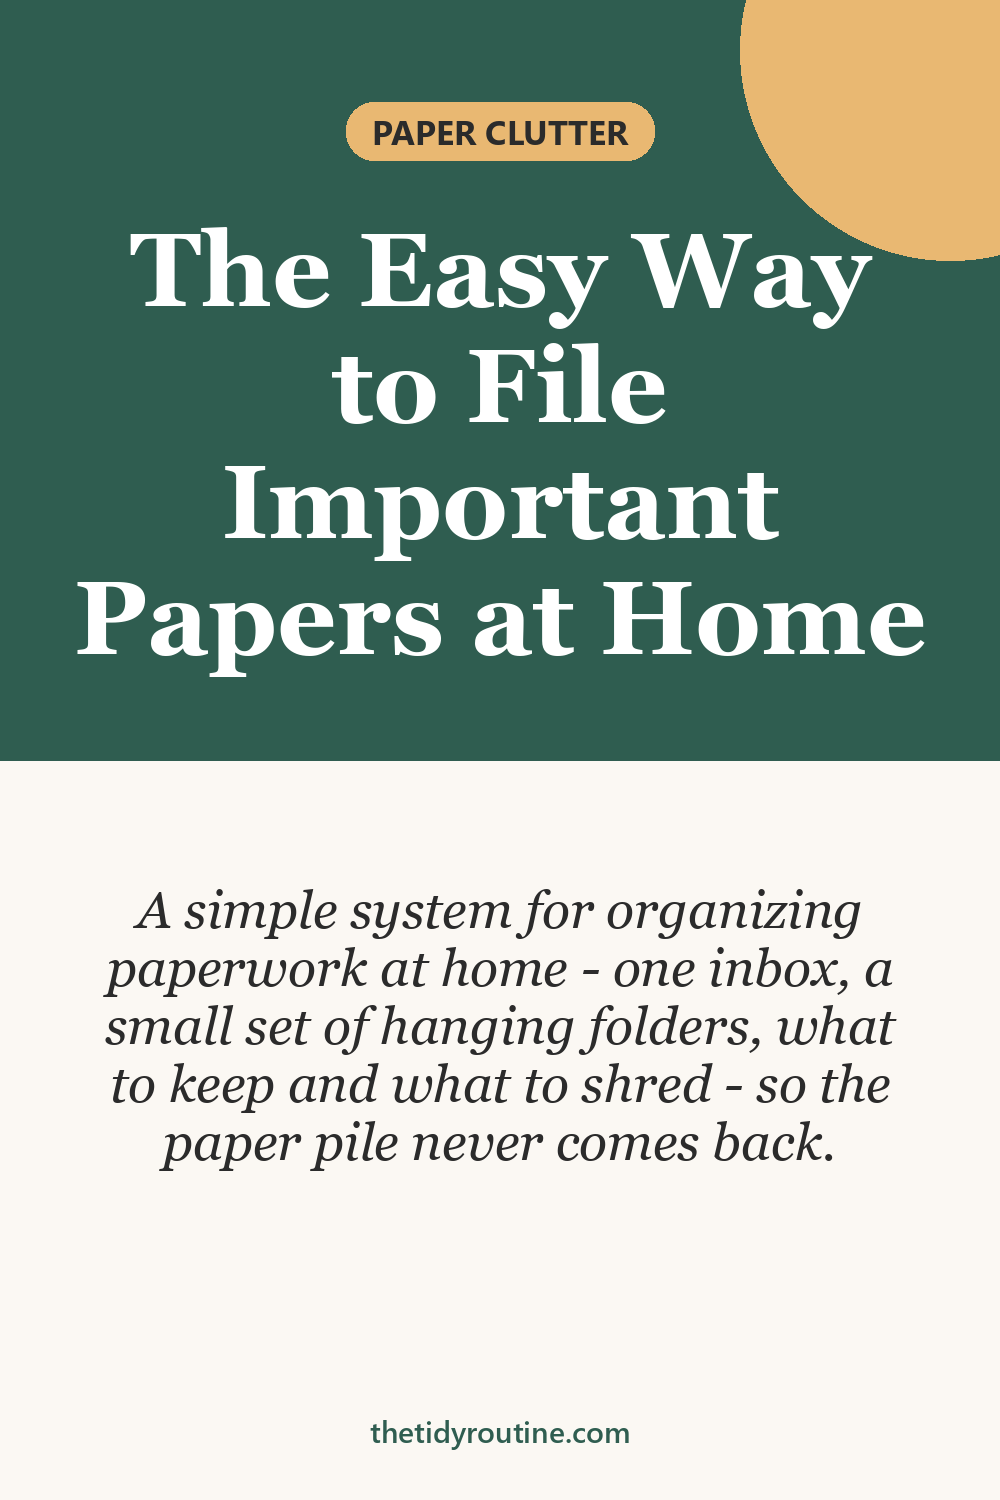 PAPER CLUTTER
The Easy Way
to File
Important
Papers at Home
A simple system for organizing
paperwork at home - one inbox, a
small set of hanging folders, what
to keep and what to shred - so the
paper pile never comes back.
thetidyroutine.com